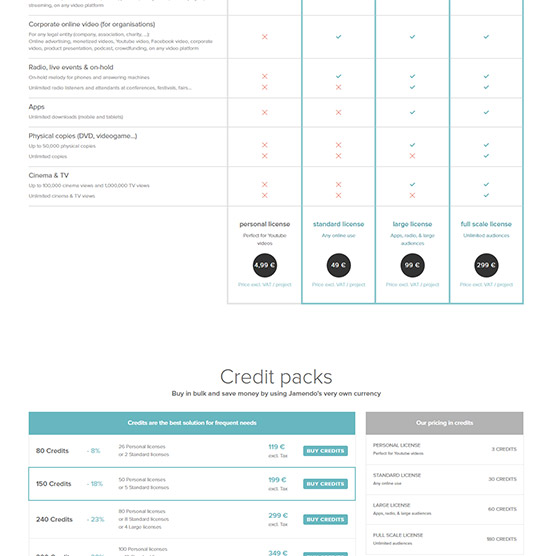 streaming, on any video platform
Corporate online video (for organisations)
For any legal entity (company, association, charity, ...):
Online advertising, monetized videos, Youtube video, Facebook video, corporate
video, product presentation, podcast, crowdfunding, on any video platform
Radio, live events & on-hold
On-hold melody for phones and answering machines
Unlimited radio listeners and attendants at conferences, festivals, fairs...
Apps
Unlimited downloads (mobile and tablets)
Physical copies (DVD, videogame...)
Up to 50,000 physical copies
Unlimited copies
Cinema & TV
Up to 100,000 cinema views and 1,000,000 TV views
Unlimited cinema & TV views
personal license
Perfect for Youtube
videos
4,99 €
Price excl. VAT / project
standard license
Any online use
49 €
Price excl. VAT / project
large license
Apps, radio, & large
audiences
99 €
Price excl. VAT / project
full scale license
Unlimited audiences
299 €
Price excl. VAT / project
Credit packs
Buy in bulk and save money by using Jamendo's very own currency
Credits are the best solution for frequent needs
80 Credits - 8% 26 Personal licenses
or 2 Standard licenses
119 €
excl. Tax
BUY CREDITS
150 Credits - 18% 50 Personal licenses
or 5 Standard licenses
199 €
excl. Tax
BUY CREDITS
240 Credits - 23% 80 Personal licenses
or 8 Standard licenses
or 4 Large licenses
299 €
excl. Tax
BUY CREDITS
100 Personal licenses
349 €
Our pricing in credits
PERSONAL LICENSE
Perfect for Youtube videos
3 CREDITS
STANDARD LICENSE
Any online use
30 CREDITS
LARGE LICENSE
Apps, radio, & large audiences
60 CREDITS
FULL SCALE LICENSE
Unlimited audiences
180 CREDITS